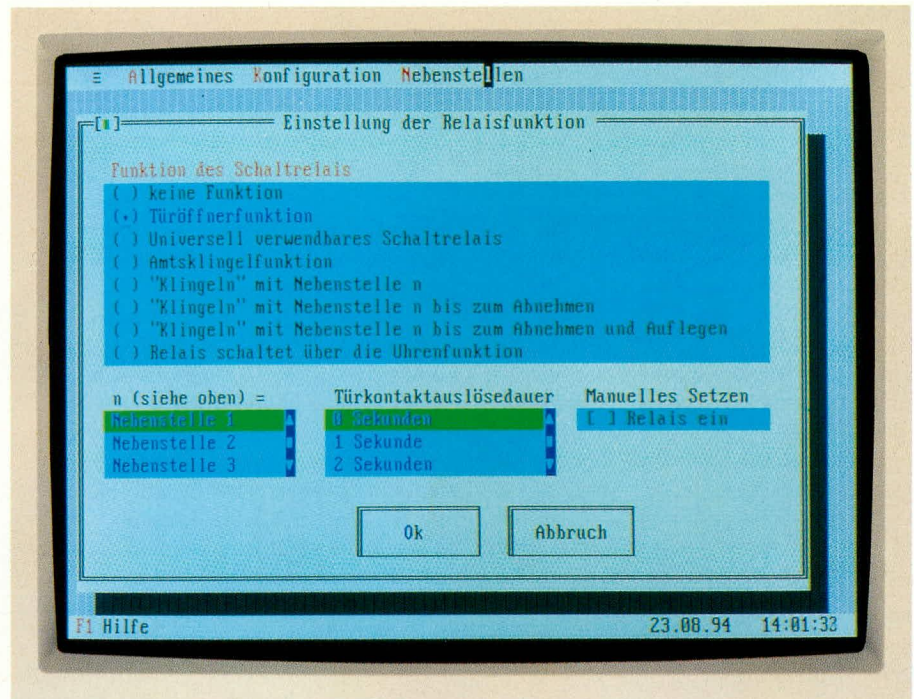 ≡ Allgemeines Konfiguration Nebenstellen
[▪] Einstellung der Relaisfunktion
Funktion des Schaltrelais
( ) keine Funktion
(•) Türöffnerfunktion
( ) Universell verwendbares Schaltrelais
( ) Amtsklingelfunktion
( ) "Klingeln" mit Nebenstelle n
( ) "Klingeln" mit Nebenstelle n bis zum Abnehmen
( ) "Klingeln" mit Nebenstelle n bis zum Abnehmen und Auflegen
( ) Relais schaltet über die Uhrenfunktion
n (siehe oben) =
Nebenstelle 1
Nebenstelle 2
Nebenstelle 3
Türkontaktauslösedauer
0 Sekunden
1 Sekunde
2 Sekunden
Manuelles Setzen
[ ] Relais ein
Ok
Abbruch
F1 Hilfe
23.08.94 14:01:33